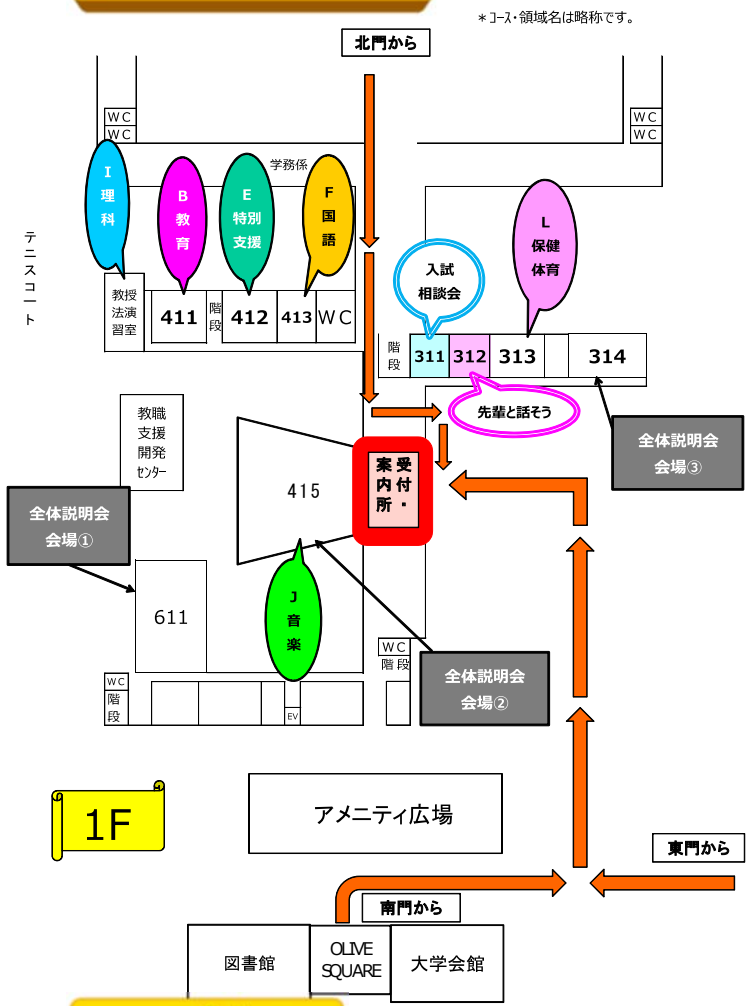 ＊ｺｰｽ・領域名は略称です。
北門から
WC
WC
WC
WC
学務係
I
理
科
B
教
育
E
特別
支援
F
国
語
L
保健
体育
テニスコート
入試
相談会
教授
法演
習室
411
階
段
412
413
WC
階
段
311
312
313
314
先輩と話そう
教職
支援
開発
ｾﾝﾀｰ
全体説明会
会場③
415
受付・
案内所
全体説明会
会場①
611
J
音
楽
WC
階段
全体説明会
会場②
WC
階
段
EV
1F
アメニティ広場
東門から
南門から
図書館
OLIVE
SQUARE
大学会館